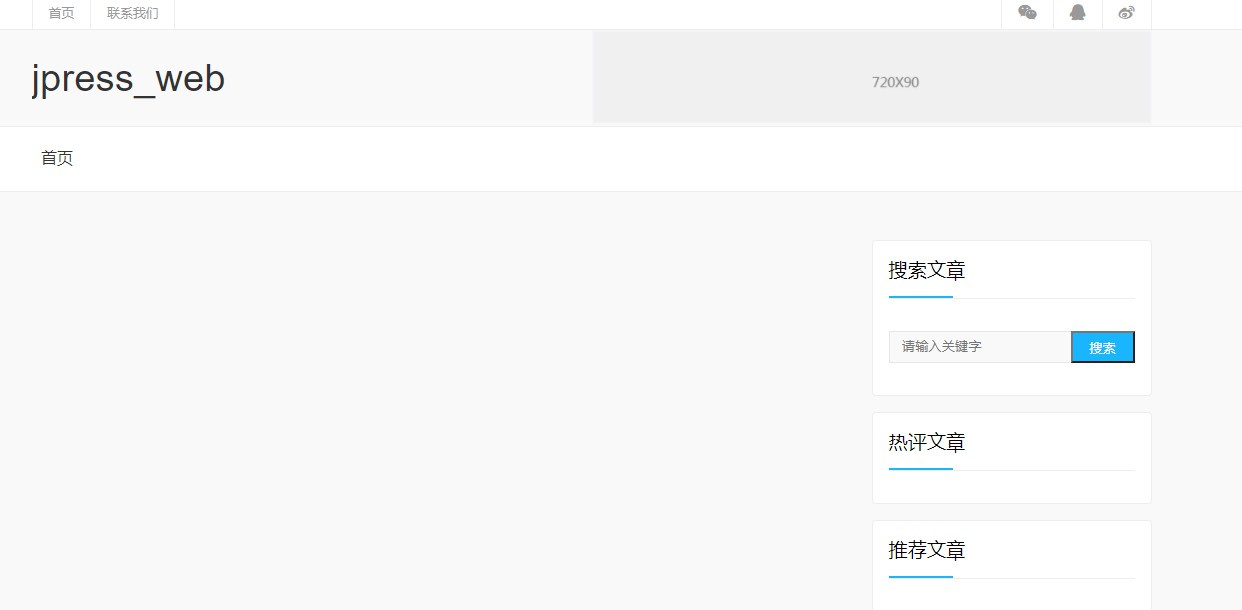 首页 联系我们
jpress_web
720X90
首页
搜索文章
请输入关键字 搜索
热评文章
推荐文章